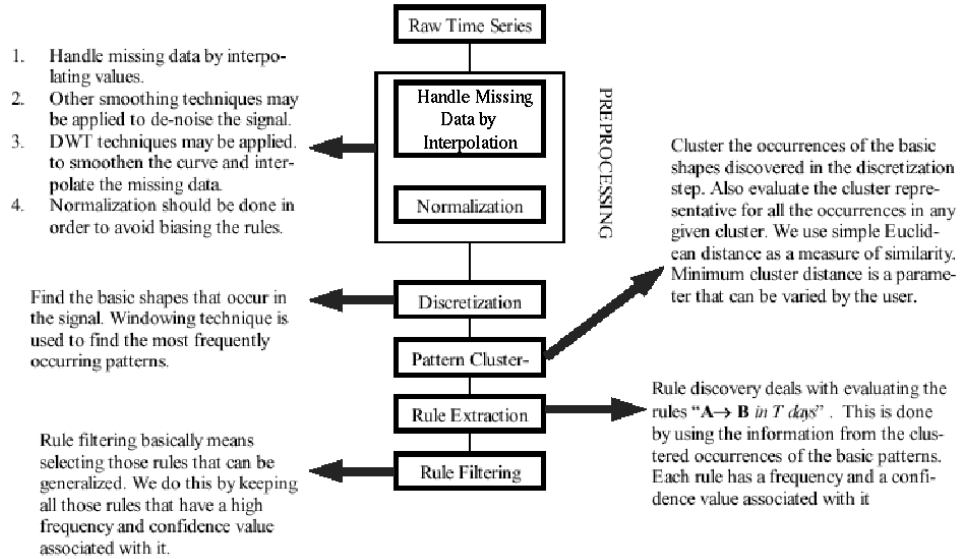 Raw Time Series
1. Handle missing data by interpo-
lating values.
2. Other smoothing techniques may
be applied to de-noise the signal.
3. DWT techniques may be applied.
to smoothen the curve and inter-
polate the missing data.
4. Normalization should be done in
order to avoid biasing the rules.
Handle Missing
Data by
Interpolation
Normalization
PREPROCESSING
Cluster the occurrences of the basic
shapes discovered in the discretization
step. Also evaluate the cluster repre-
sentative for all the occurrences in any
given cluster. We use simple Euclid-
ean distance as a measure of similarity.
Minimum cluster distance is a parame-
ter that can be varied by the user.
Find the basic shapes that occur in
the signal. Windowing technique is
used to find the most frequently
occurring patterns.
Discretization
Pattern Cluster-
Rule Extraction
Rule discovery deals with evaluating the
rules “A→ B in T days” . This is done
by using the information from the clus-
tered occurrences of the basic patterns.
Each rule has a frequency and a confi-
dence value associated with it
Rule Filtering
Rule filtering basically means
selecting those rules that can be
generalized. We do this by keeping
all those rules that have a high
frequency and confidence value
associated with it.